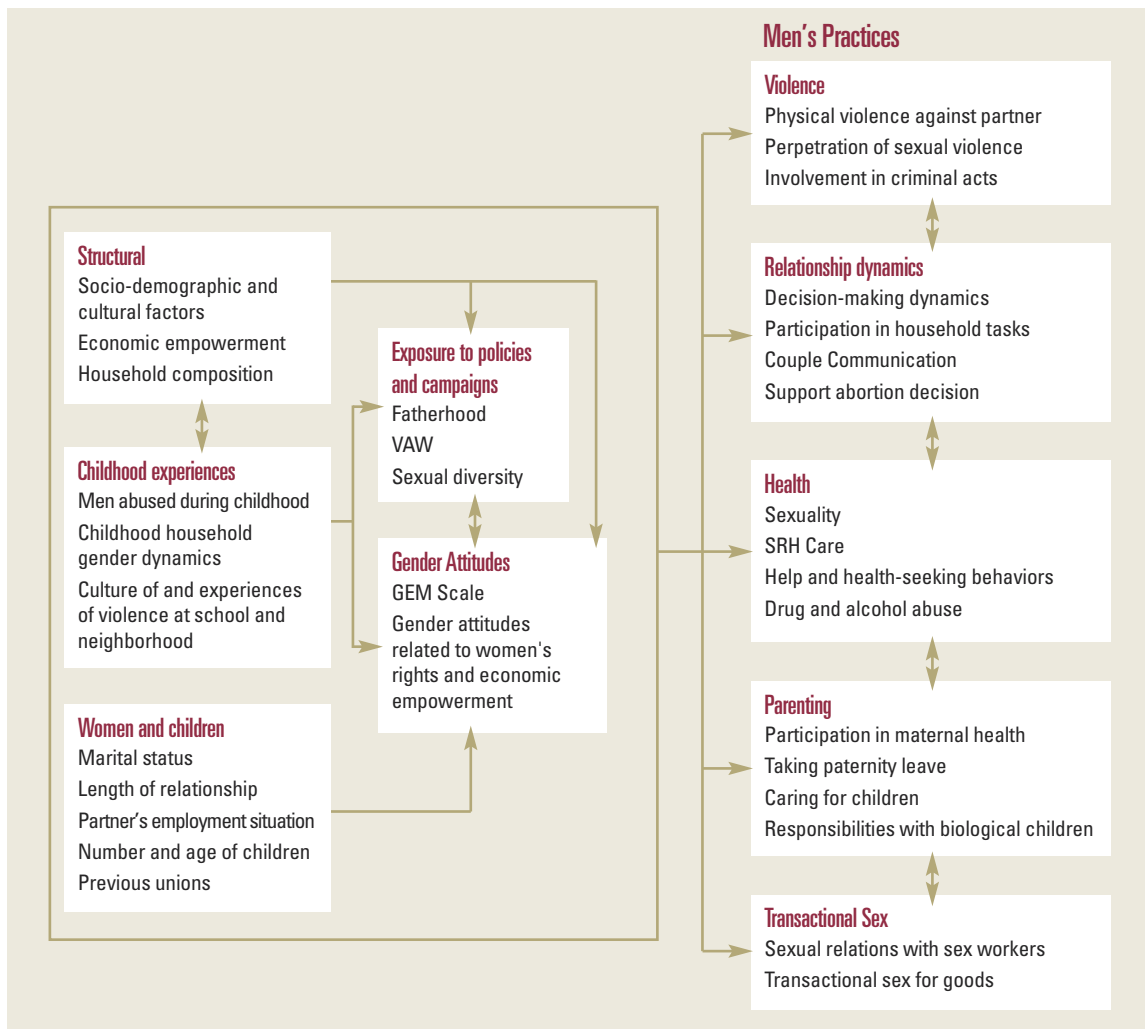 Men's Practices
Violence
Physical violence against partner
Perpetration of sexual violence
Involvement in criminal acts
Structural
Socio-demographic and
cultural factors
Economic empowerment
Household composition
Relationship dynamics
Decision-making dynamics
Participation in household tasks
Couple Communication
Support abortion decision
Exposure to policies
and campaigns
Fatherhood
VAW
Sexual diversity
Childhood experiences
Men abused during childhood
Childhood household
gender dynamics
Culture of and experiences
of violence at school and
neighborhood
Health
Sexuality
SRH Care
Help and health-seeking behaviors
Drug and alcohol abuse
Gender Attitudes
GEM Scale
Gender attitudes
related to women's
rights and economic
empowerment
Women and children
Marital status
Length of relationship
Partner's employment situation
Number and age of children
Previous unions
Parenting
Participation in maternal health
Taking paternity leave
Caring for children
Responsibilities with biological children
Transactional Sex
Sexual relations with sex workers
Transactional sex for goods